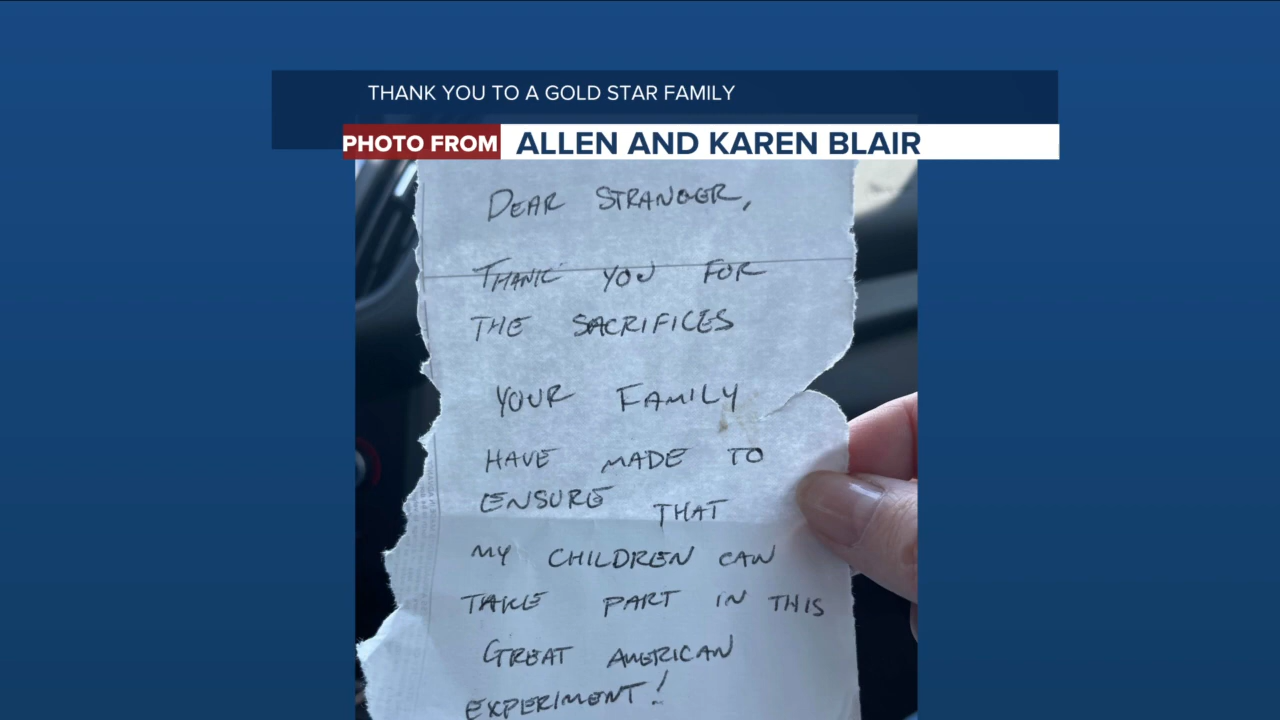 THANK YOU TO A GOLD STAR FAMILY
PHOTO FROM ALLEN AND KAREN BLAIR
DEAR STRANGER,
THANK YOU FOR
THE SACRIFICES
YOUR FAMILY
HAVE MADE TO
ENSURE THAT
MY CHILDREN CAN
TAKE PART IN THIS
GREAT AMERICAN
EXPERIMENT!